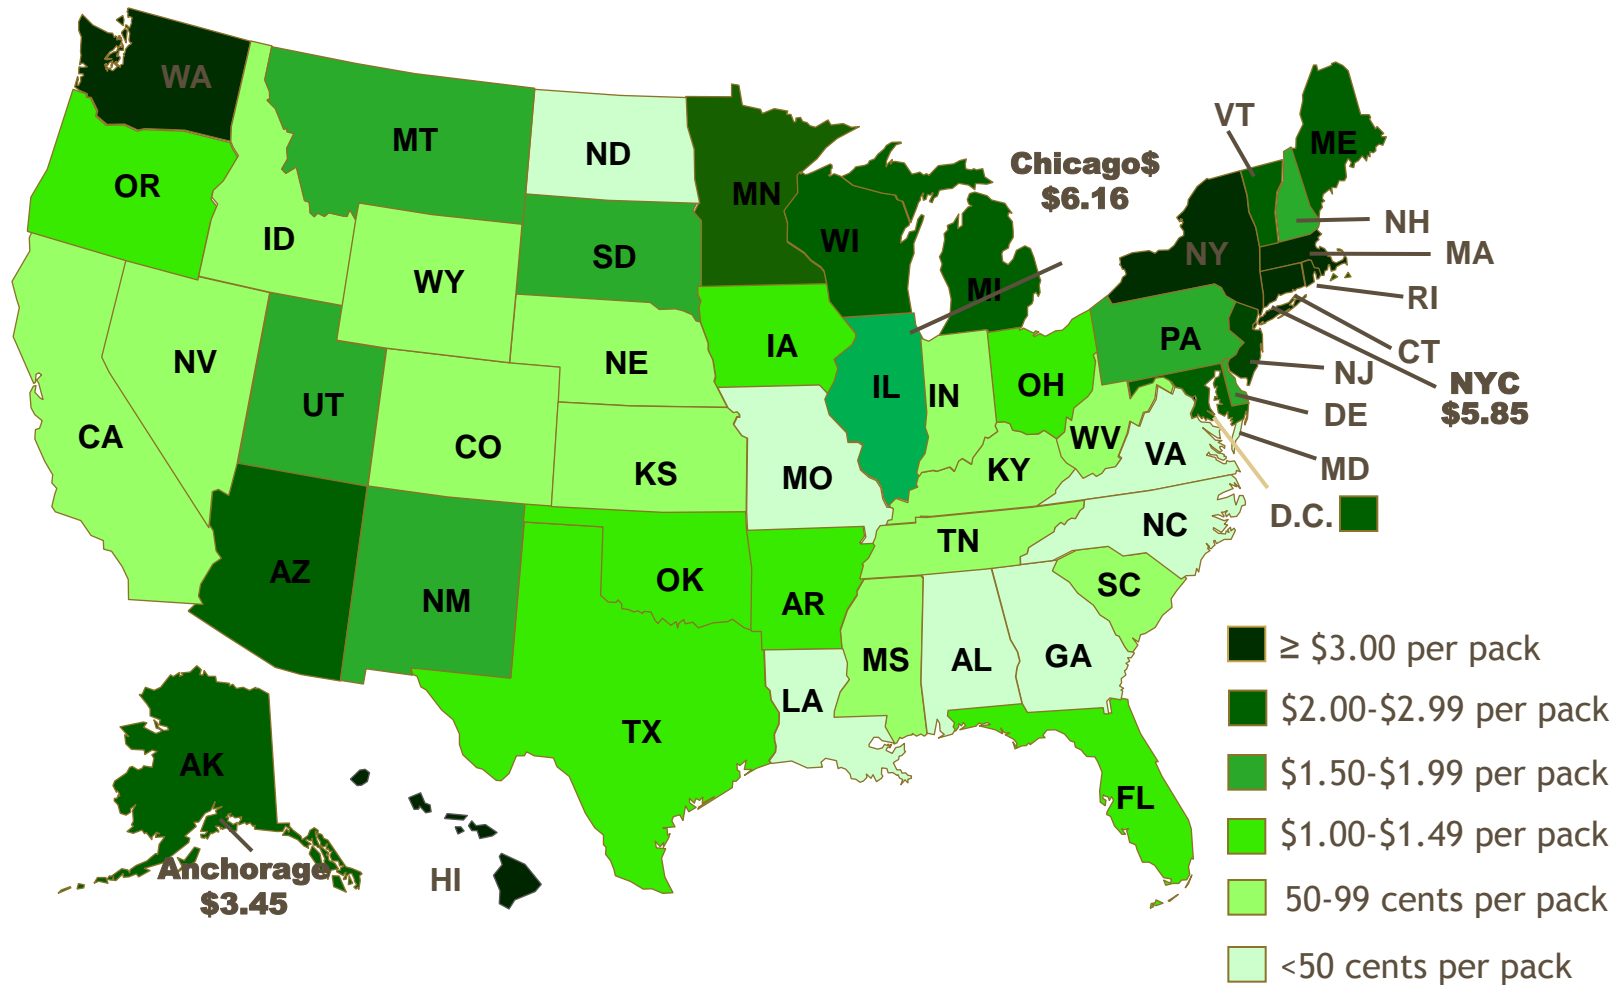 WA
MT
ND
OR
MN
ID
SD
WI
WY
Chicago$
$6.16
VT
ME
NY
NH
MA
MI
RI
NV
NE
IA
PA
CT
UT
IL
IN
OH
NJ
NYC
$5.85
CA
CO
DE
KS
MO
WV
KY
VA
MD
D.C.
AZ
NM
OK
AR
TN
NC
SC
MS
AL
GA
LA
TX
FL
AK
Anchorage
$3.45
HI
≥ $3.00 per pack
$2.00-$2.99 per pack
$1.50-$1.99 per pack
$1.00-$1.49 per pack
50-99 cents per pack
<50 cents per pack